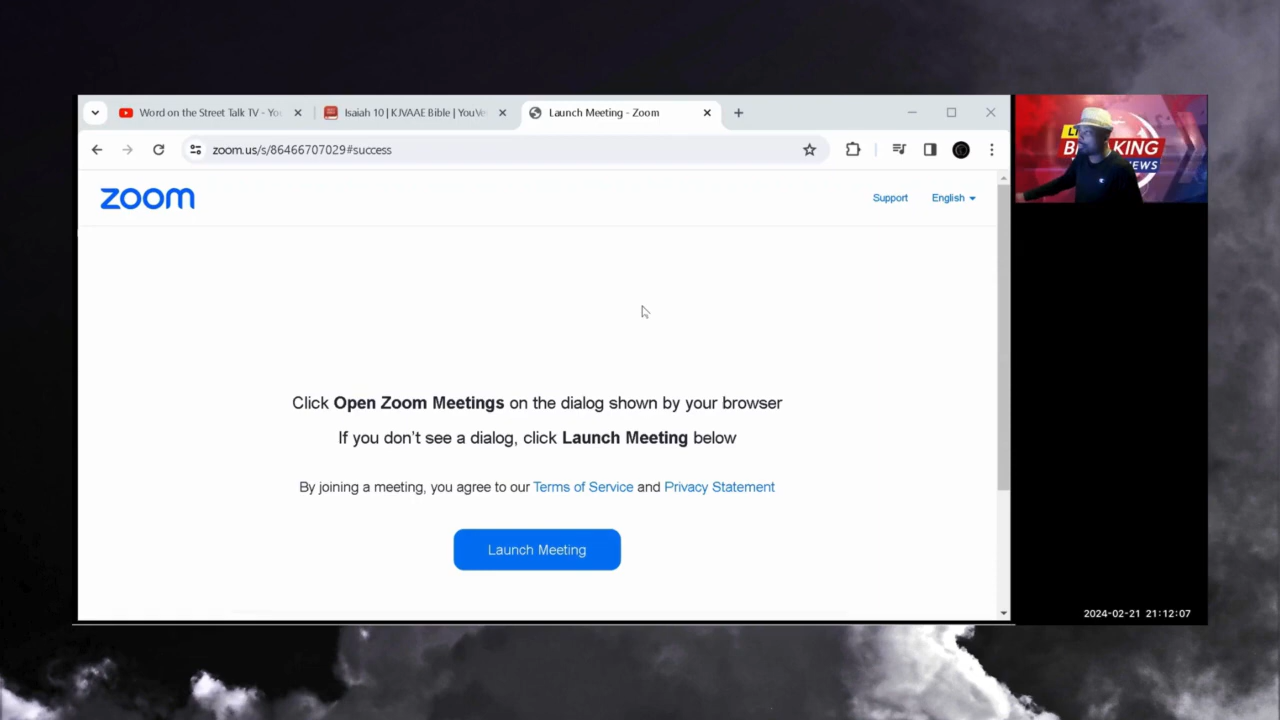 Word on the Street Talk TV - You
Isaiah 10 | KJVAAE Bible | YouVe
Launch Meeting - Zoom
zoom.us/s/86466707029#success
zoom
Support
English
Click Open Zoom Meetings on the dialog shown by your browser
If you don't see a dialog, click Launch Meeting below
By joining a meeting, you agree to our Terms of Service and Privacy Statement
Launch Meeting
2024-02-21 21:12:07